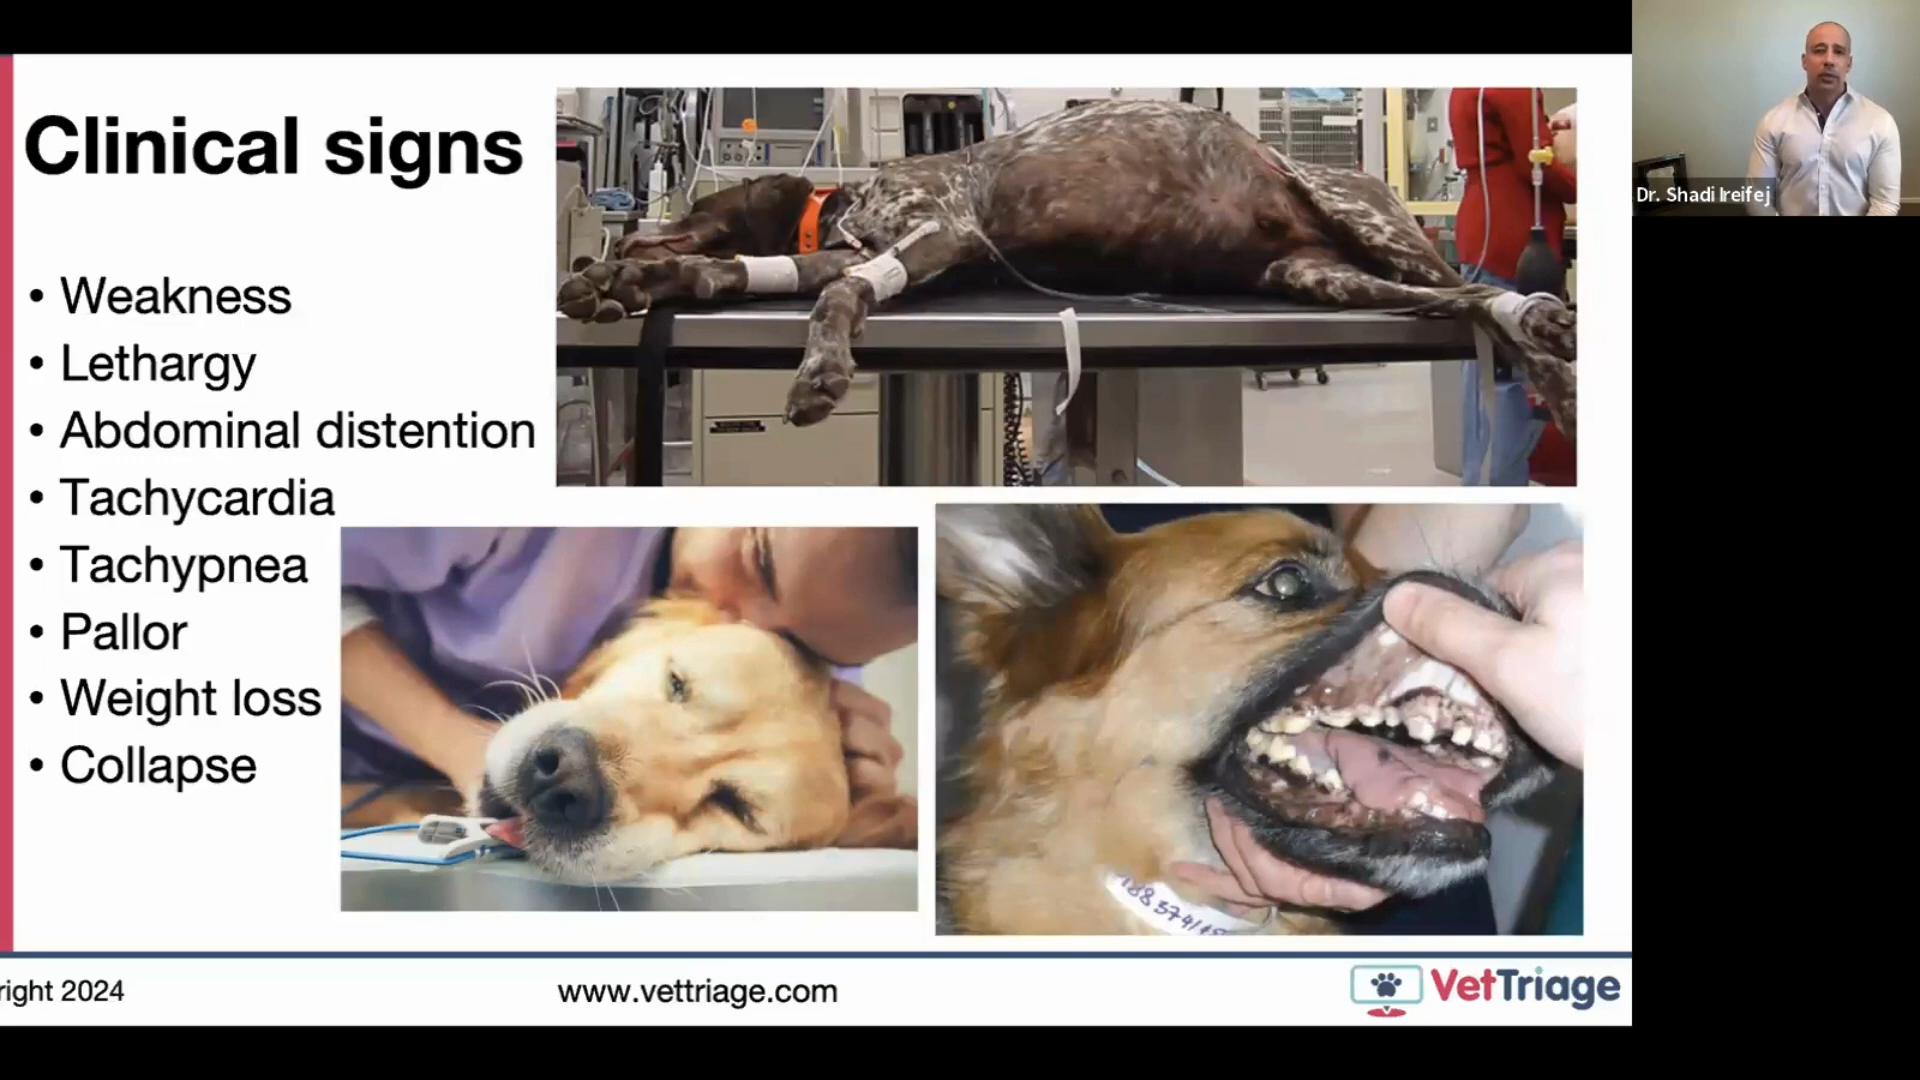 Clinical signs
• Weakness
• Lethargy
• Abdominal distention
• Tachycardia
• Tachypnea
• Pallor
• Weight loss
• Collapse
right 2024
www.vettriage.com
VetTriage
Dr. Shadi Ireifej